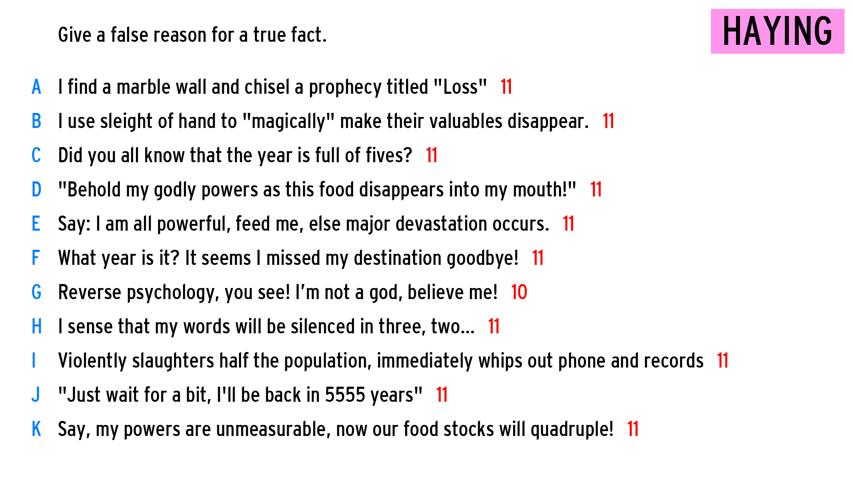 Give a false reason for a true fact.
HAYING
A I find a marble wall and chisel a prophecy titled "Loss" 11
B I use sleight of hand to "magically" make their valuables disappear. 11
C Did you all know that the year is full of fives? 11
D "Behold my godly powers as this food disappears into my mouth!" 11
E Say: I am all powerful, feed me, else major devastation occurs. 11
F What year is it? It seems I missed my destination goodbye! 11
G Reverse psychology, you see! I'm not a god, believe me! 10
H I sense that my words will be silenced in three, two... 11
I Violently slaughters half the population, immediately whips out phone and records 11
J "Just wait for a bit, I'll be back in 5555 years" 11
K Say, my powers are unmeasurable, now our food stocks will quadruple! 11